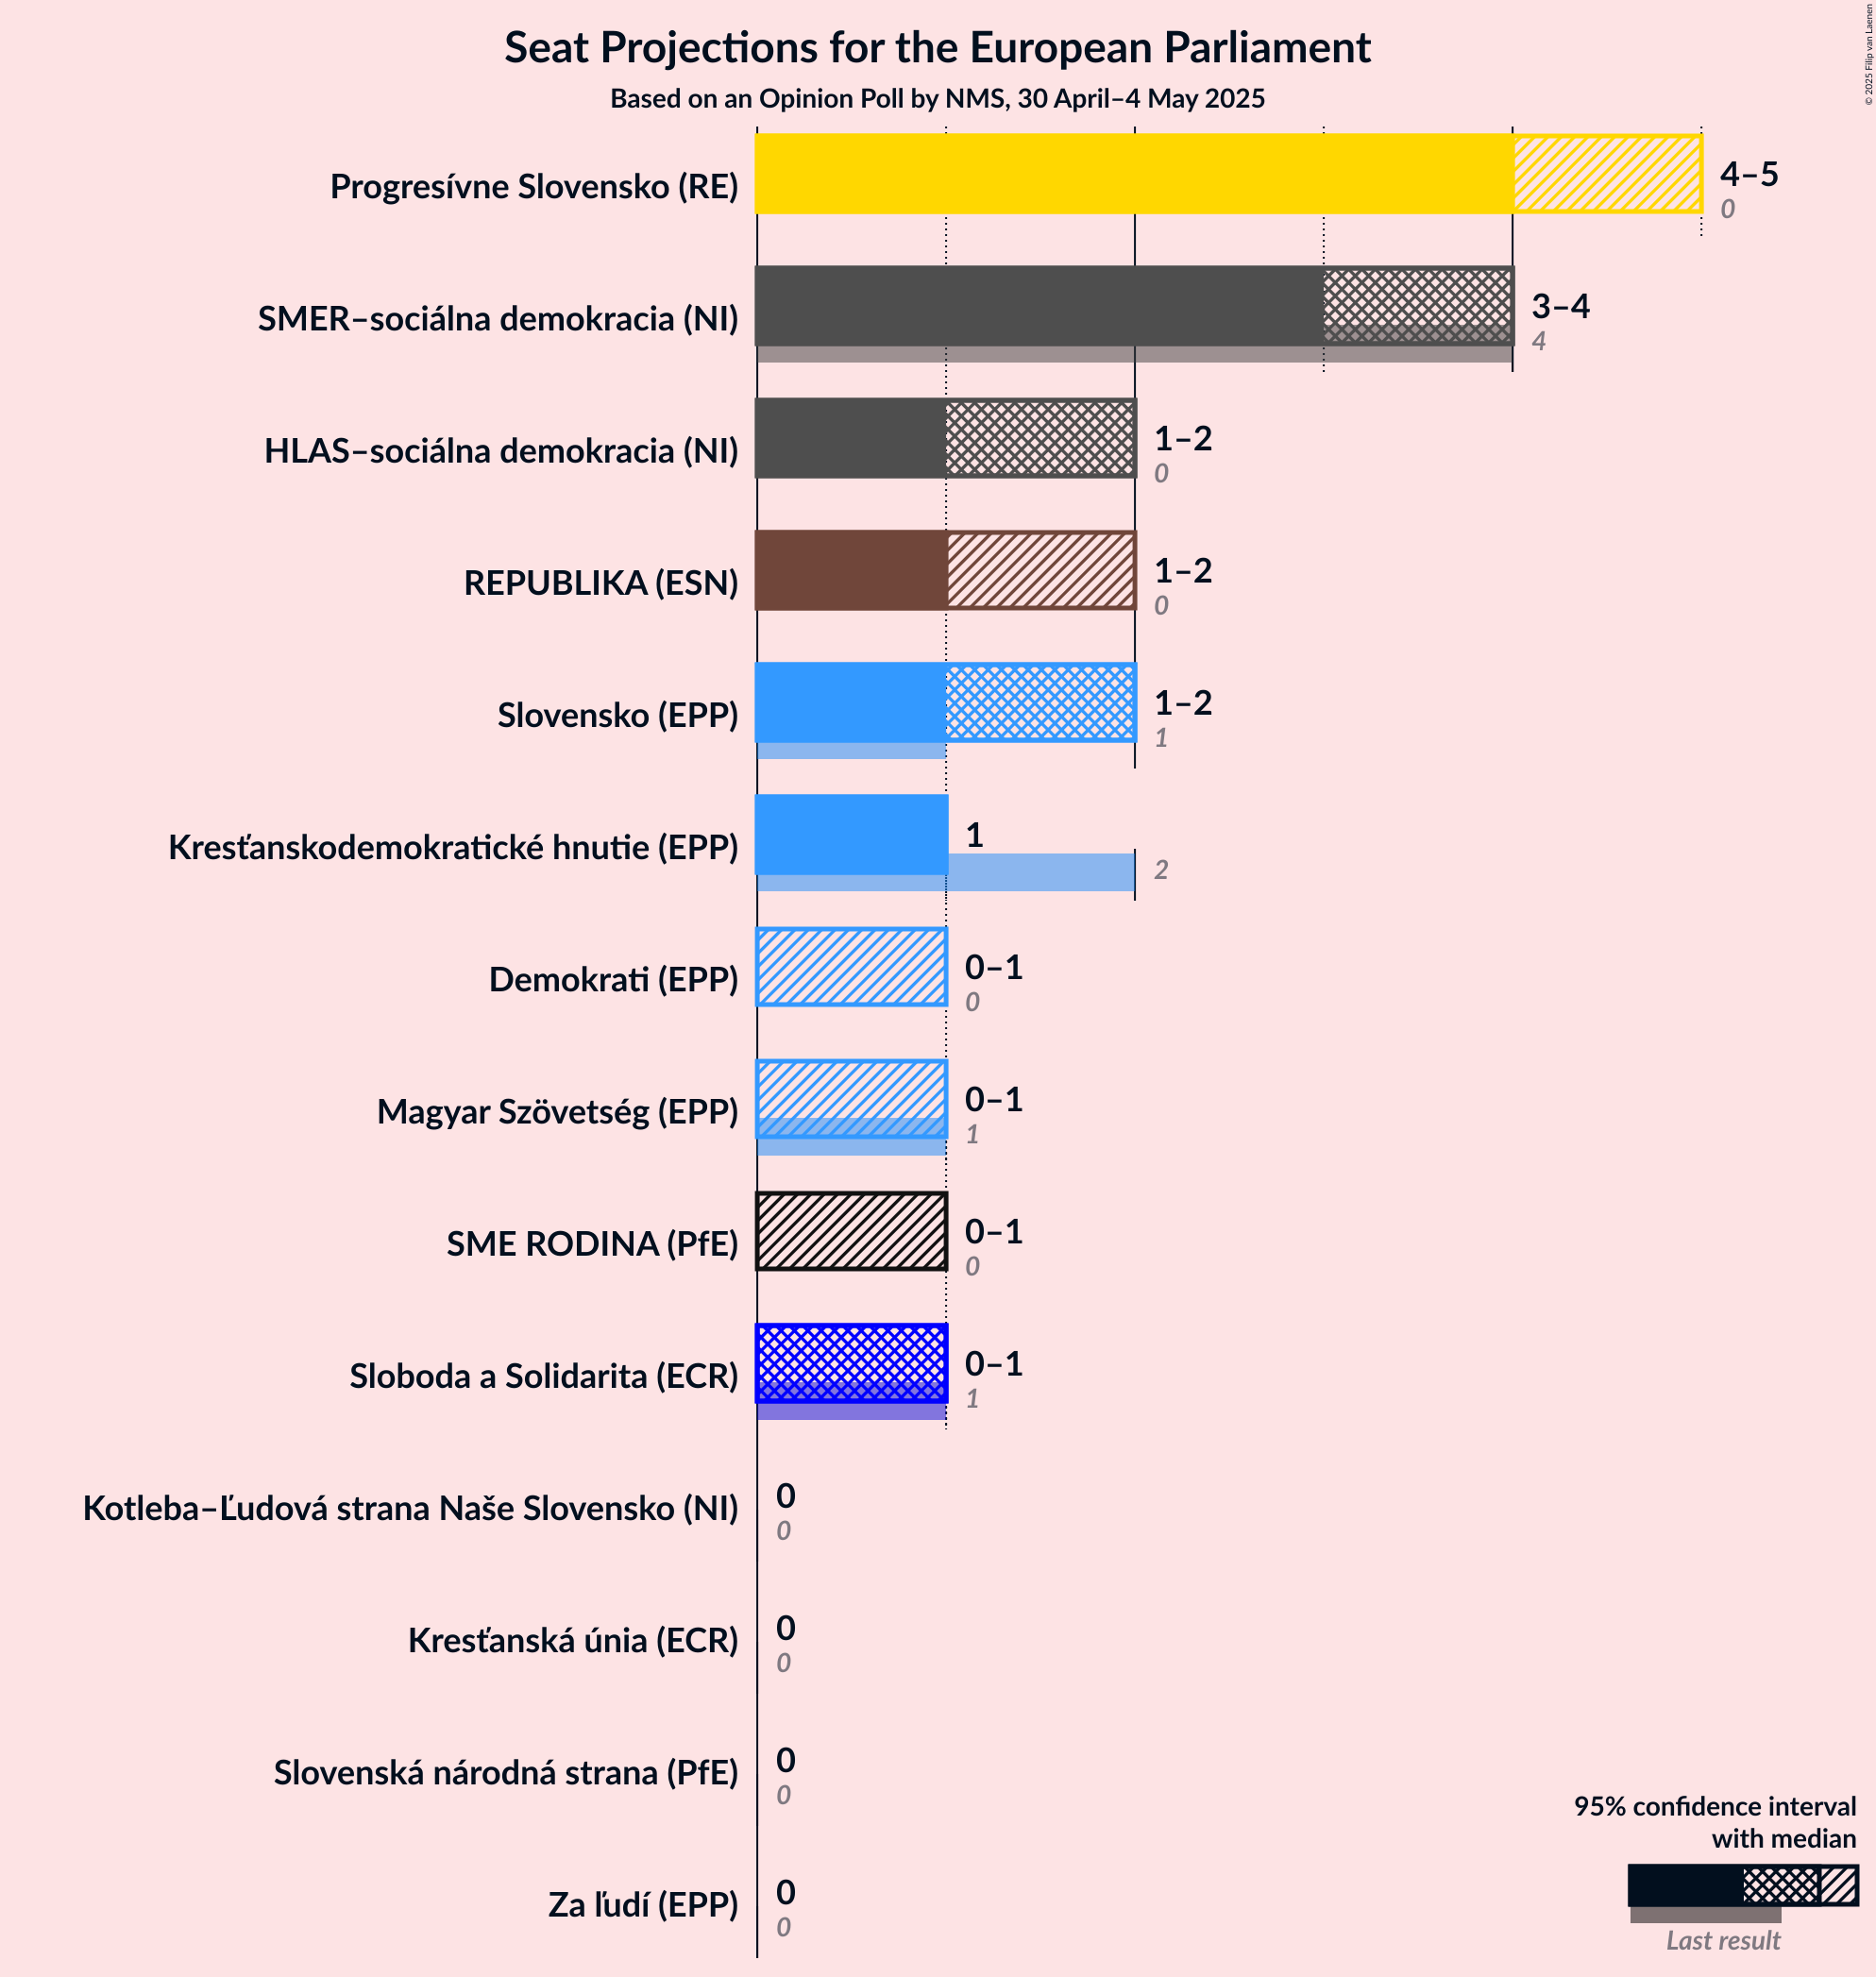 Seat Projections for the European Parliament
Based on an Opinion Poll by NMS, 30 April–4 May 2025
© 2025 Filip van Laenen
Progresívne Slovensko (RE)
4–5
0
SMER–sociálna demokracia (NI)
3–4
4
HLAS–sociálna demokracia (NI)
1–2
0
REPUBLIKA (ESN)
1–2
0
Slovensko (EPP)
1–2
1
Kresťanskodemokratické hnutie (EPP)
1
2
Demokrati (EPP)
0–1
0
Magyar Szövetség (EPP)
0–1
1
SME RODINA (PfE)
0–1
0
Sloboda a Solidarita (ECR)
0–1
1
Kotleba–Ľudová strana Naše Slovensko (NI)
0
0
Kresťanská únia (ECR)
0
0
Slovenská národná strana (PfE)
0
0
Za ľudí (EPP)
0
0
95% confidence interval
with median
Last result